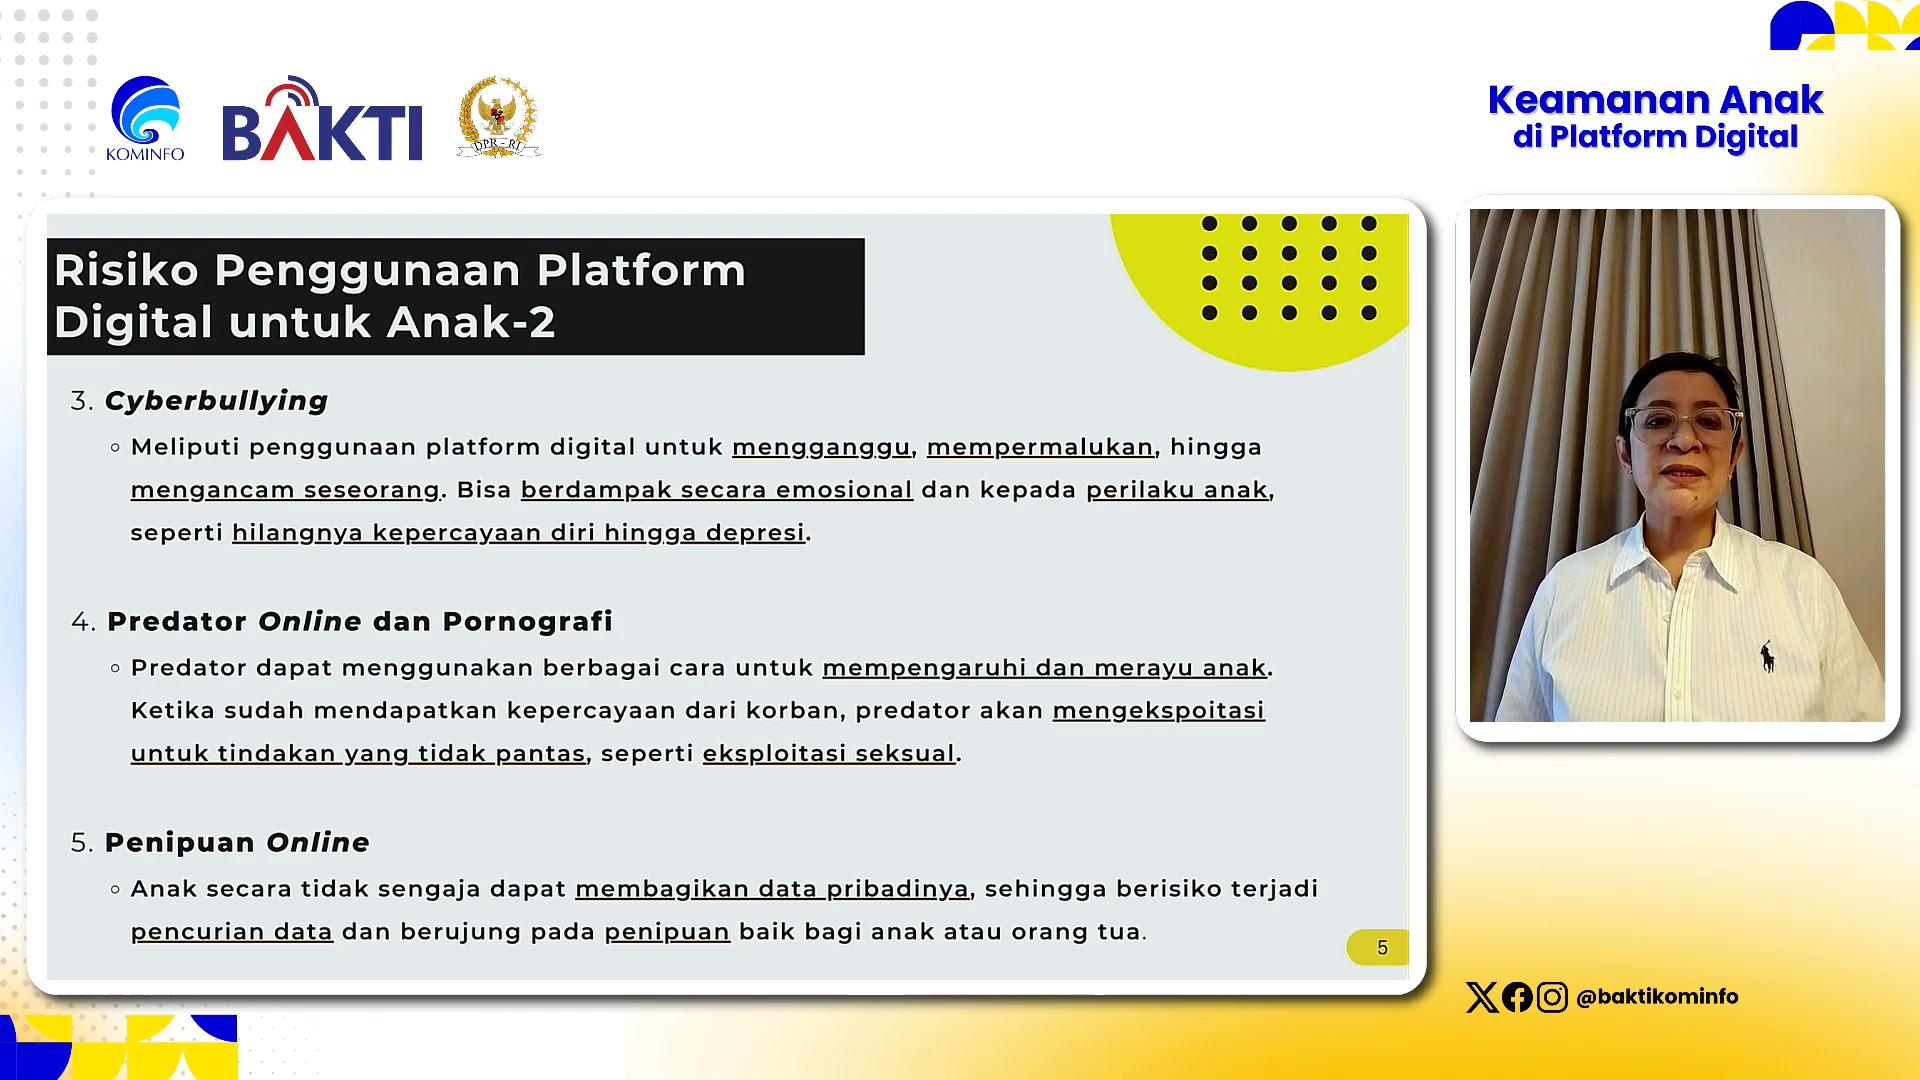 KOMINFO
BAKTI
DPR - RI
Keamanan Anak
di Platform Digital
Risiko Penggunaan Platform
Digital untuk Anak-2
3. Cyberbullying
Meliputi penggunaan platform digital untuk mengganggu, mempermalukan, hingga
mengancam seseorang. Bisa berdampak secara emosional dan kepada perilaku anak,
seperti hilangnya kepercayaan diri hingga depresi.
4. Predator Online dan Pornografi
Predator dapat menggunakan berbagai cara untuk mempengaruhi dan merayu anak.
Ketika sudah mendapatkan kepercayaan dari korban, predator akan mengekspoitasi
untuk tindakan yang tidak pantas, seperti eksploitasi seksual.
5. Penipuan Online
Anak secara tidak sengaja dapat membagikan data pribadinya, sehingga berisiko terjadi
pencurian data dan berujung pada penipuan baik bagi anak atau orang tua.
5
@baktikominfo